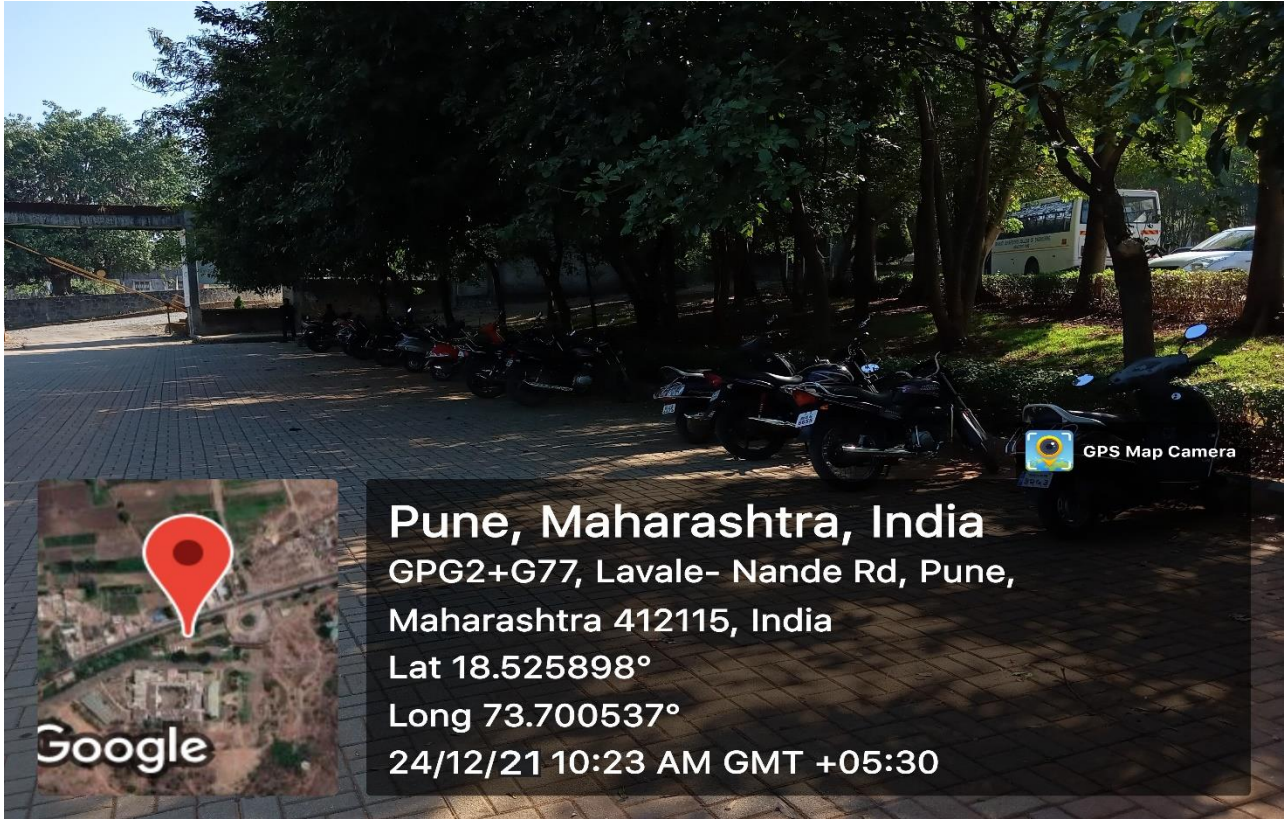 GPS Map Camera
Pune, Maharashtra, India
GPG2+G77, Lavale- Nande Rd, Pune,
Maharashtra 412115, India
Lat 18.525898°
Long 73.700537°
24/12/21 10:23 AM GMT +05:30
Google